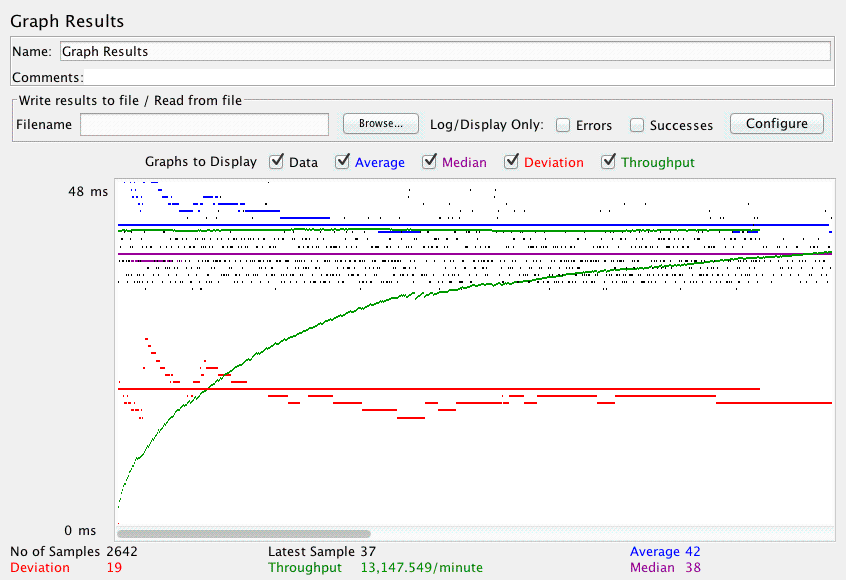 Graph Results
Name: Graph Results
Comments:
Write results to file / Read from file
Filename Browse... Log/Display Only: Errors Successes Configure
Graphs to Display Data Average Median Deviation Throughput
48 ms
0 ms
No of Samples 2642 Latest Sample 37 Average 42
Deviation 19 Throughput 13,147.549/minute Median 38